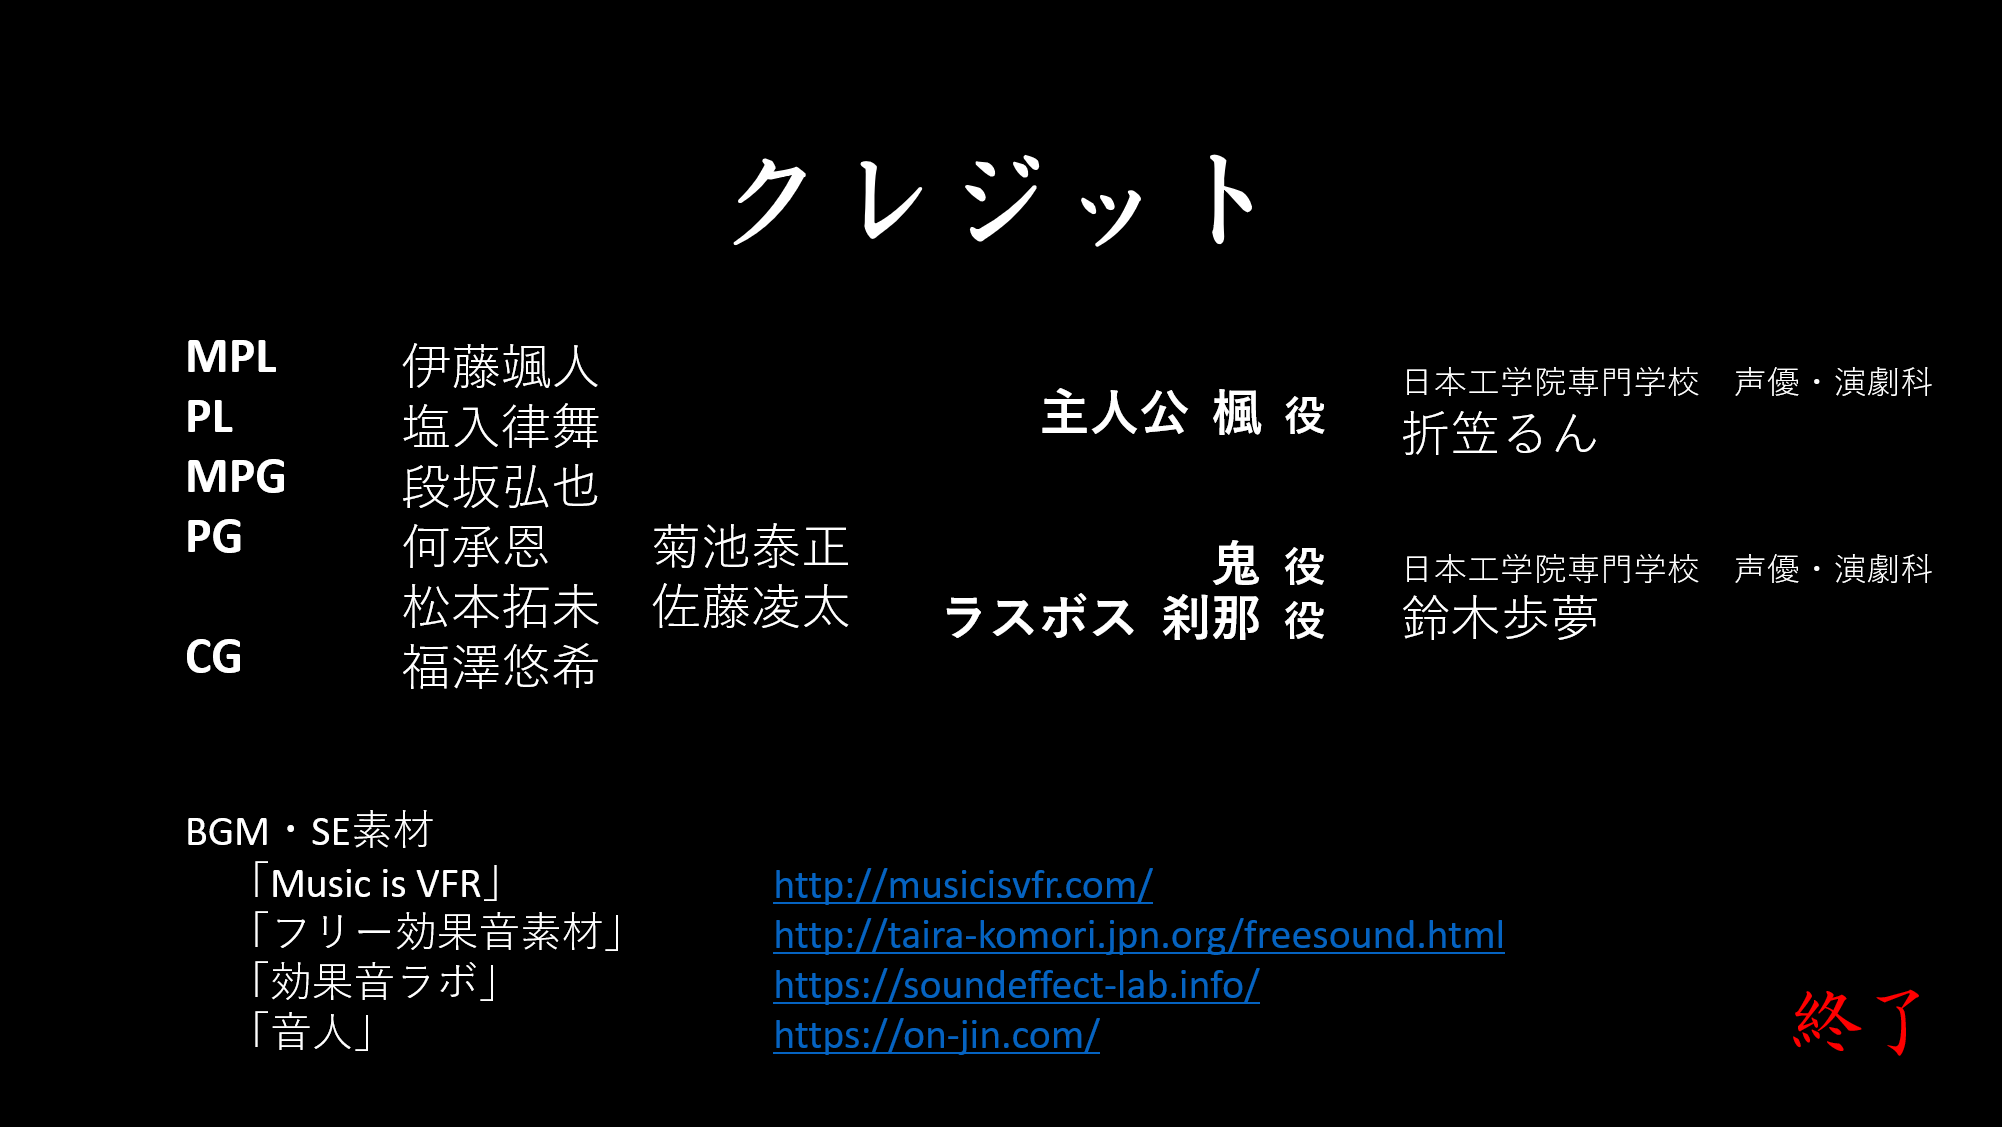 クレジット
MPL 伊藤颯人
PL 塩入律舞
MPG 段坂弘也
PG 何承恩 菊池泰正
松本拓未 佐藤凌太
CG 福澤悠希
主人公 楓 役 日本工学院専門学校 声優・演劇科
折笠るん
鬼 役 日本工学院専門学校 声優・演劇科
ラスボス 刹那 役 鈴木歩夢
BGM・SE素材
「Music is VFR」 http://musicisvfr.com/
「フリー効果音素材」 http://taira-komori.jpn.org/freesound.html
「効果音ラボ」 https://soundeffect-lab.info/
「音人」 https://on-jin.com/
終了